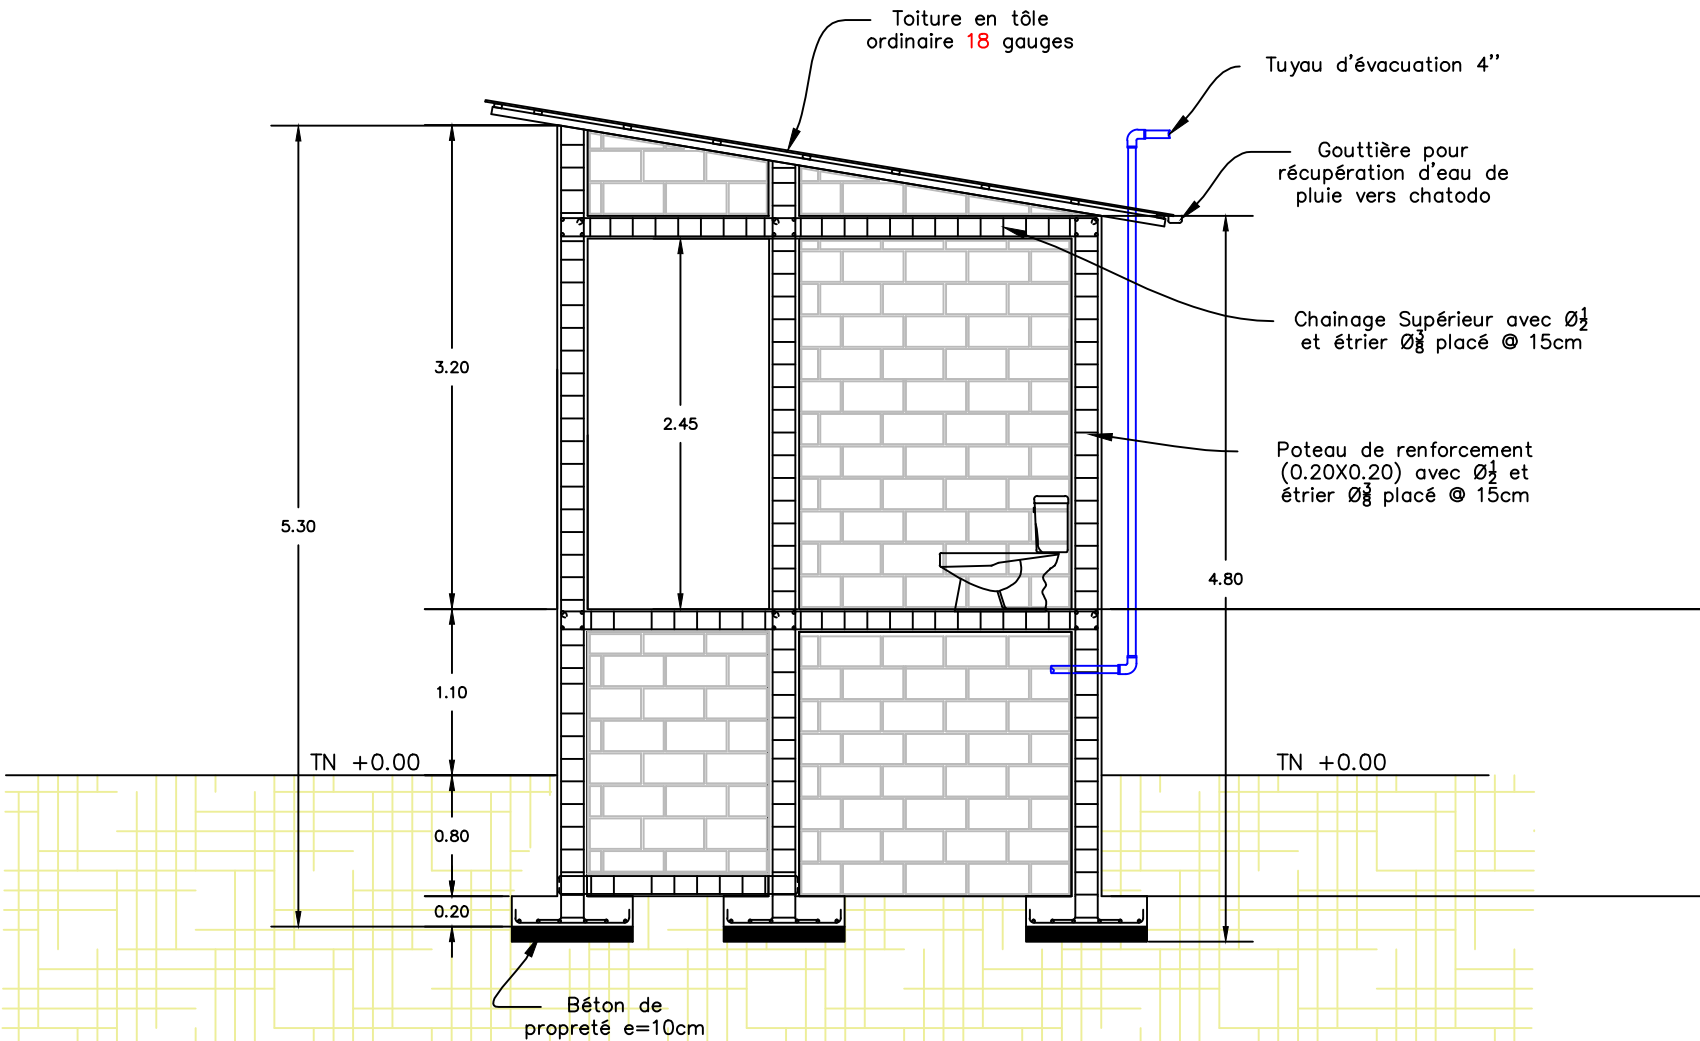 Toiture en tôle
ordinaire 18 gauges
Tuyau d'évacuation 4''
Gouttière pour
récupération d'eau de
pluie vers chatodo
Chainage Supérieur avec Ø1/2
et étrier Ø3/8 placé @ 15cm
3.20
2.45
Poteau de renforcement
(0.20X0.20) avec Ø1/2 et
étrier Ø3/8 placé @ 15cm
5.30
4.80
1.10
TN +0.00
TN +0.00
0.80
0.20
Béton de
propreté e=10cm